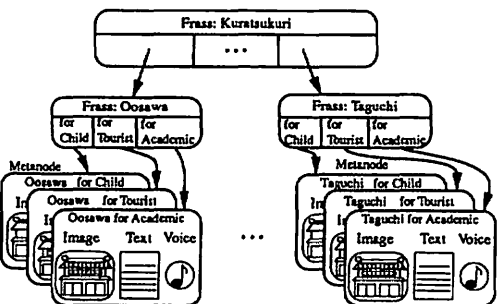 Frass: Kuratsukuri
...
Frass: Oosawa
for Child
for Tourist
for Academic
Frass: Taguchi
for Child
for Tourist
for Academic
Metanode
Oosawa for Child
Oosawa for Tourist
Oosawa for Academic
Image Text Voice
...
Metanode
Taguchi for Child
Taguchi for Tourist
Taguchi for Academic
Image Text Voice